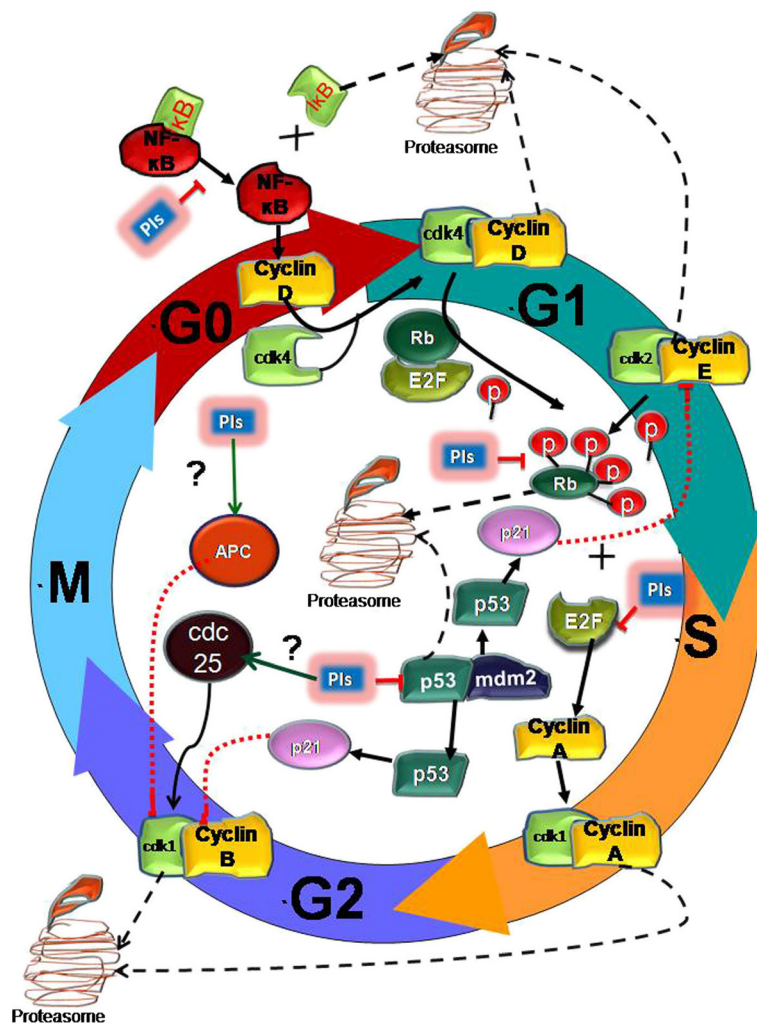 IκB
NF-
κB
PIs
NF-
κB
+
IκB
Proteasome
Cyclin
D
cdk4
G0
cdk4
Cyclin
D
G1
Rb
E2F
p
cdk2
Cyclin
E
PIs
?
PIs
p
p
p
p
p
Rb
APC
Proteasome
p21
+
M
p53
E2F
PIs
S
cdc
25
?
PIs
p53
mdm2
p21
p53
Cyclin
A
cdk1
Cyclin
B
G2
cdk1
Cyclin
A
Proteasome